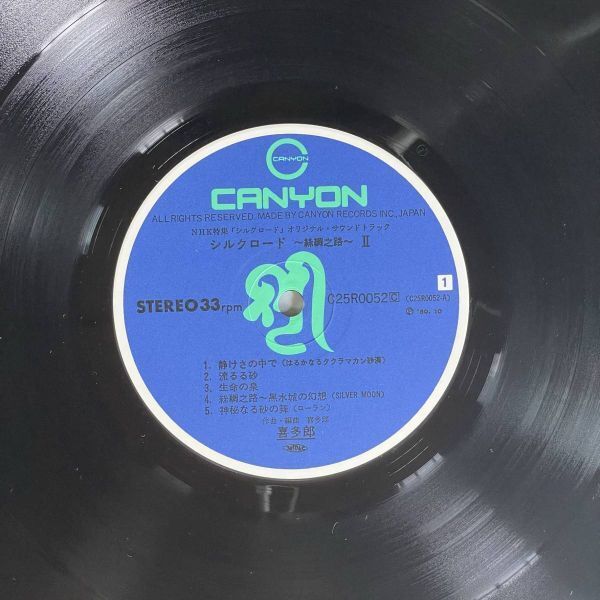 CANYON
CANYON
ALL RIGHTS RESERVED. MADE BY CANYON RECORDS INC., JAPAN
NHK特集「シルクロード」オリジナル・サウンドトラック
シルクロード ～絲綢之路～ II
1
STEREO 33rpm
C25R0052 Ⓒ (C25R0052-A)
Ⓟ '80. 10
1. 静けさの中で (はるかなるタクラマカン砂漠)
2. 流るる砂
3. 生命の泉
4. 絲綢之路～黒水城の幻想 (SILVER MOON)
5. 神秘なる砂の舞 (ローラン)
作曲・編曲 喜多郎
喜多郎